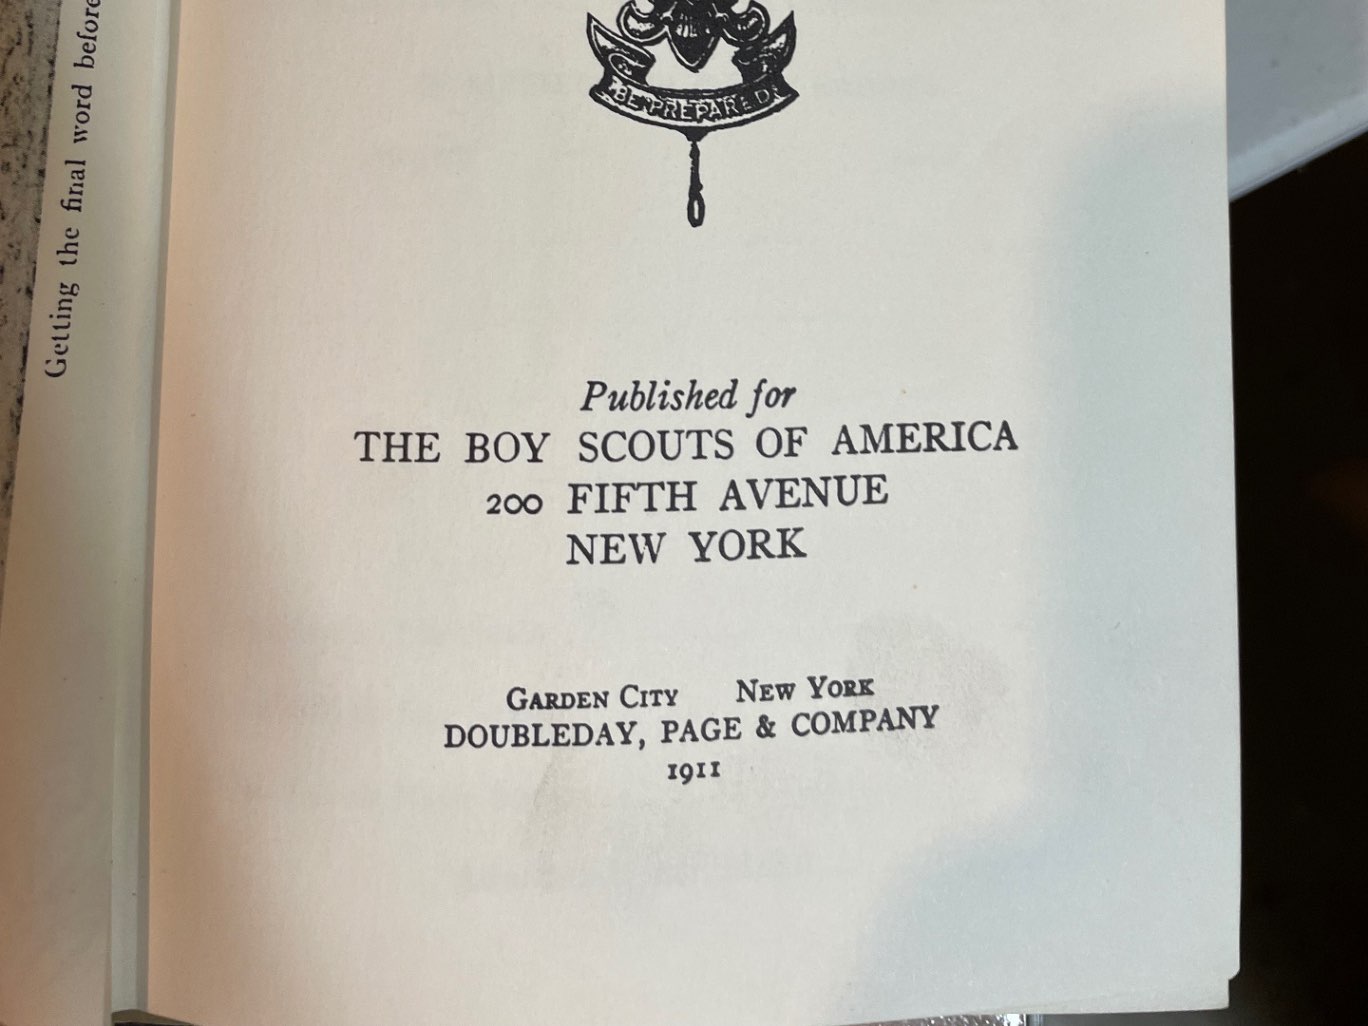 Getting the final word before
BE PREPARED
Published for
THE BOY SCOUTS OF AMERICA
200 FIFTH AVENUE
NEW YORK
GARDEN CITY NEW YORK
DOUBLEDAY, PAGE & COMPANY
1911